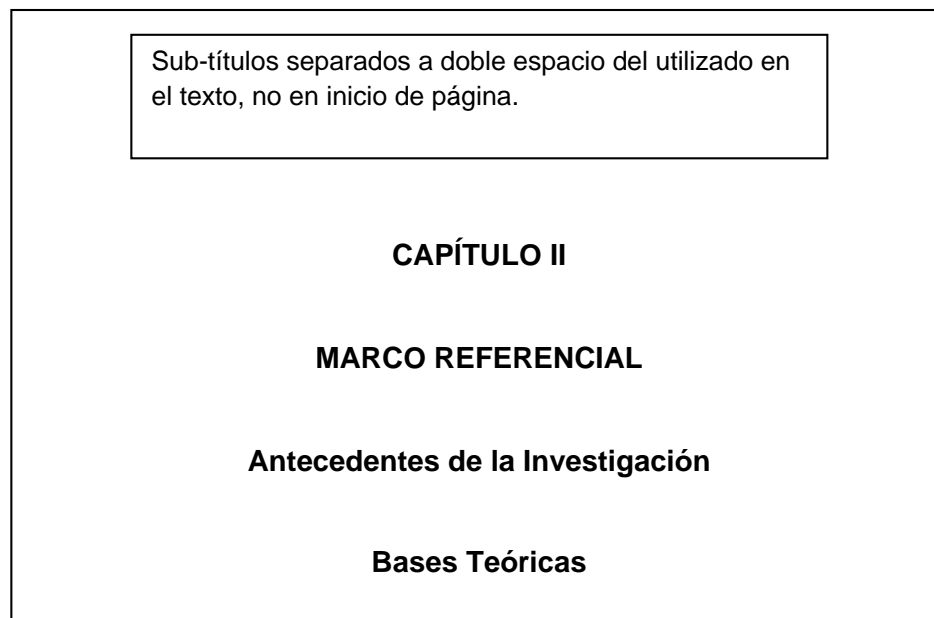 Sub-títulos separados a doble espacio del utilizado en
el texto, no en inicio de página.
CAPÍTULO II
MARCO REFERENCIAL
Antecedentes de la Investigación
Bases Teóricas